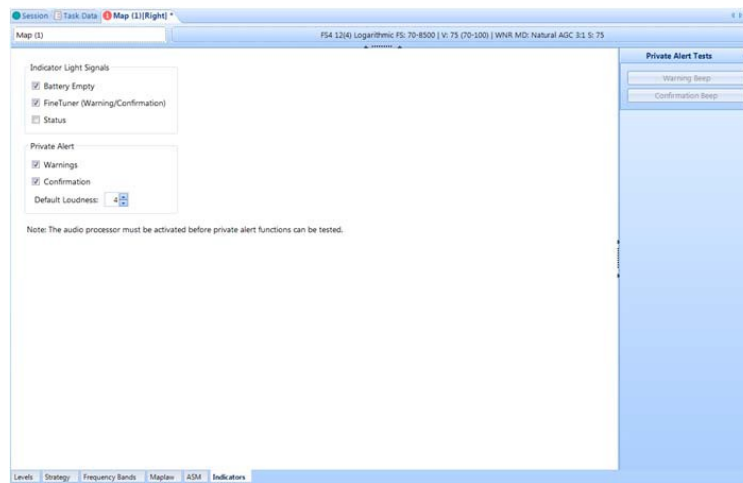 Session Task Data Map (1)[Right] *
Map (1)
FS4 12(4) Logarithmic FS: 70-8500 | V: 75 (70-100) | WNR MD: Natural AGC 3:1 S: 75
Private Alert Tests
Warning Beep
Confirmation Beep
Indicator Light Signals
Battery Empty
FineTuner (Warning/Confirmation)
Status
Private Alert
Warnings
Confirmation
Default Loudness: 4
Note: The audio processor must be activated before private alert functions can be tested.
Levels Strategy Frequency Bands Maplaw ASM Indicators